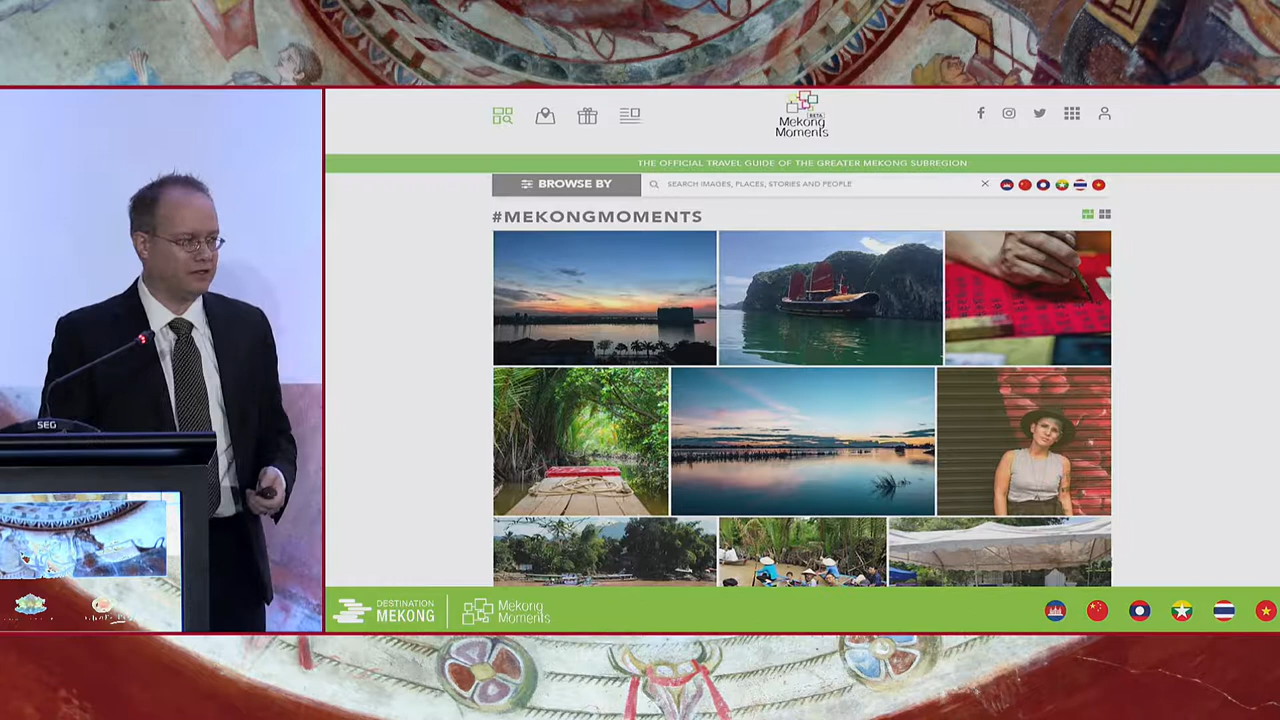 BETA
Mekong
Moments
THE OFFICIAL TRAVEL GUIDE OF THE GREATER MEKONG SUBREGION
BROWSE BY
SEARCH IMAGES, PLACES, STORIES AND PEOPLE
#MEKONGMOMENTS
SEG
DESTINATION
MEKONG
Mekong
Moments